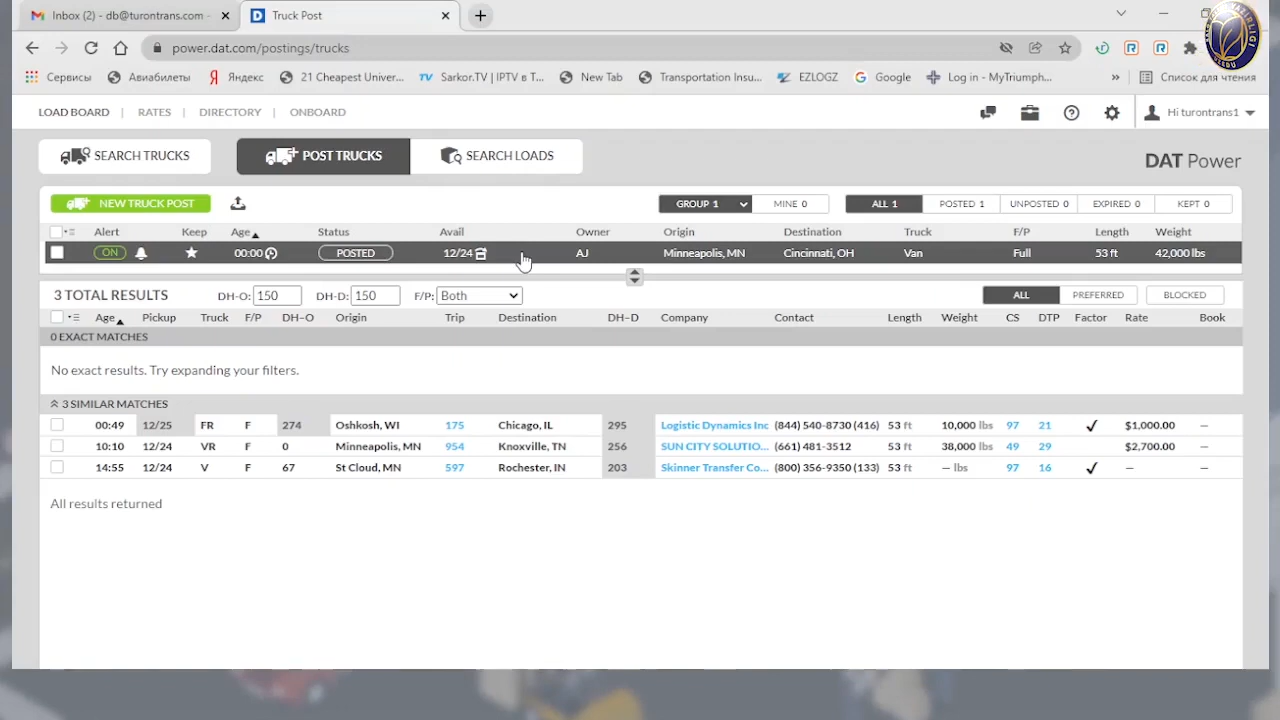 Inbox (2) - db@turontrans.com -
Truck Post
power.dat.com/postings/trucks
Сервисы Авиабилеты Яндекс 21 Cheapest Univer... Sarkor.TV | IPTV в Т... New Tab Transportation Insu... EZLOGZ Google Log in - MyTriumph... » Список для чтения
LOAD BOARD | RATES | DIRECTORY | ONBOARD Hi turontrans1
SEARCH TRUCKS POST TRUCKS SEARCH LOADS DAT Power
NEW TRUCK POST GROUP 1 MINE 0 ALL 1 POSTED 1 UNPOSTED 0 EXPIRED 0 KEPT 0
Alert Keep Age Status Avail Owner Origin Destination Truck F/P Length Weight
ON 00:00 POSTED 12/24 AJ Minneapolis, MN Cincinnati, OH Van Full 53 ft 42,000 lbs
3 TOTAL RESULTS DH-O: 150 DH-D: 150 F/P: Both ALL PREFERRED BLOCKED
Age Pickup Truck F/P DH-O Origin Trip Destination DH-D Company Contact Length Weight CS DTP Factor Rate Book
0 EXACT MATCHES
No exact results. Try expanding your filters.
3 SIMILAR MATCHES
00:49 12/25 FR F 274 Oshkosh, WI 175 Chicago, IL 295 Logistic Dynamics Inc (844) 540-8730 (416) 53 ft 10,000 lbs 97 21 ✓ $1,000.00 –
10:10 12/24 VR F 0 Minneapolis, MN 954 Knoxville, TN 256 SUN CITY SOLUTIO... (661) 481-3512 53 ft 38,000 lbs 49 29 $2,700.00 –
14:55 12/24 V F 67 St Cloud, MN 597 Rochester, IN 203 Skinner Transfer Co... (800) 356-9350 (133) 53 ft – lbs 97 16 ✓ – –
All results returned